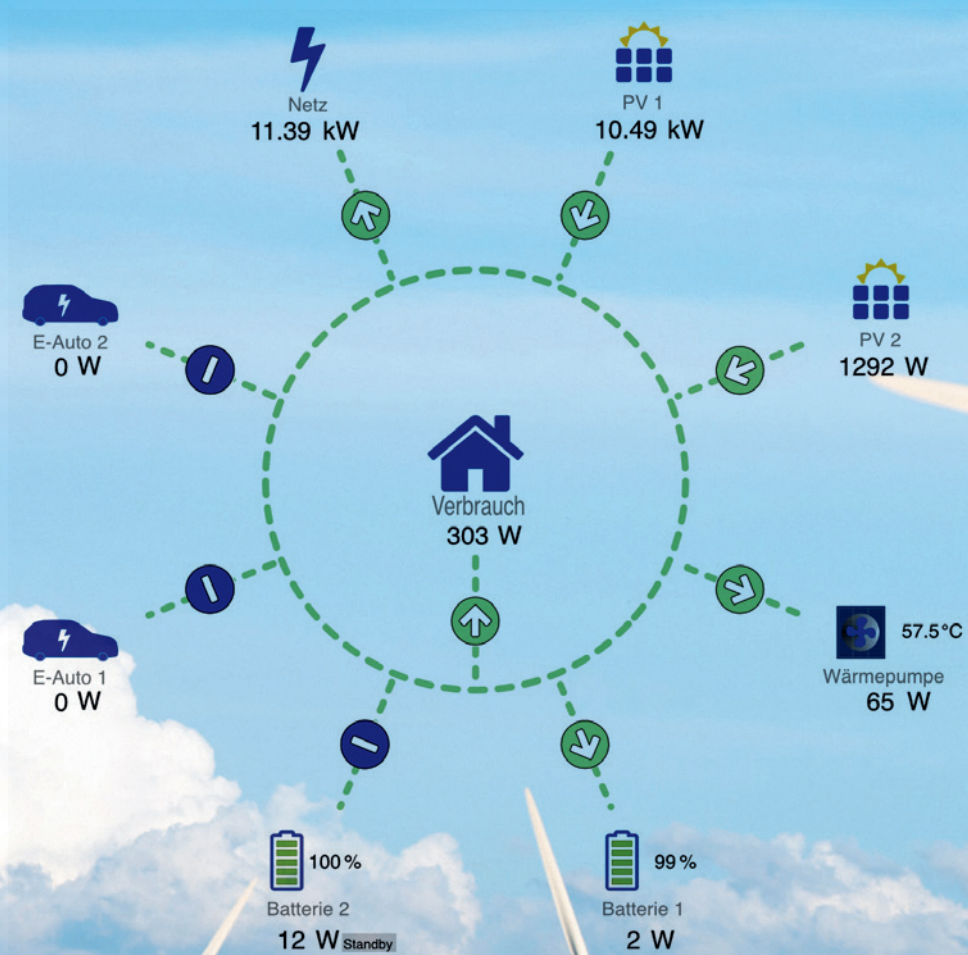 Netz
11.39 kW
PV 1
10.49 kW
E-Auto 2
0 W
PV 2
1292 W
Verbrauch
303 W
E-Auto 1
0 W
57.5°C
Wärmepumpe
65 W
100 %
Batterie 2
12 W Standby
99 %
Batterie 1
2 W